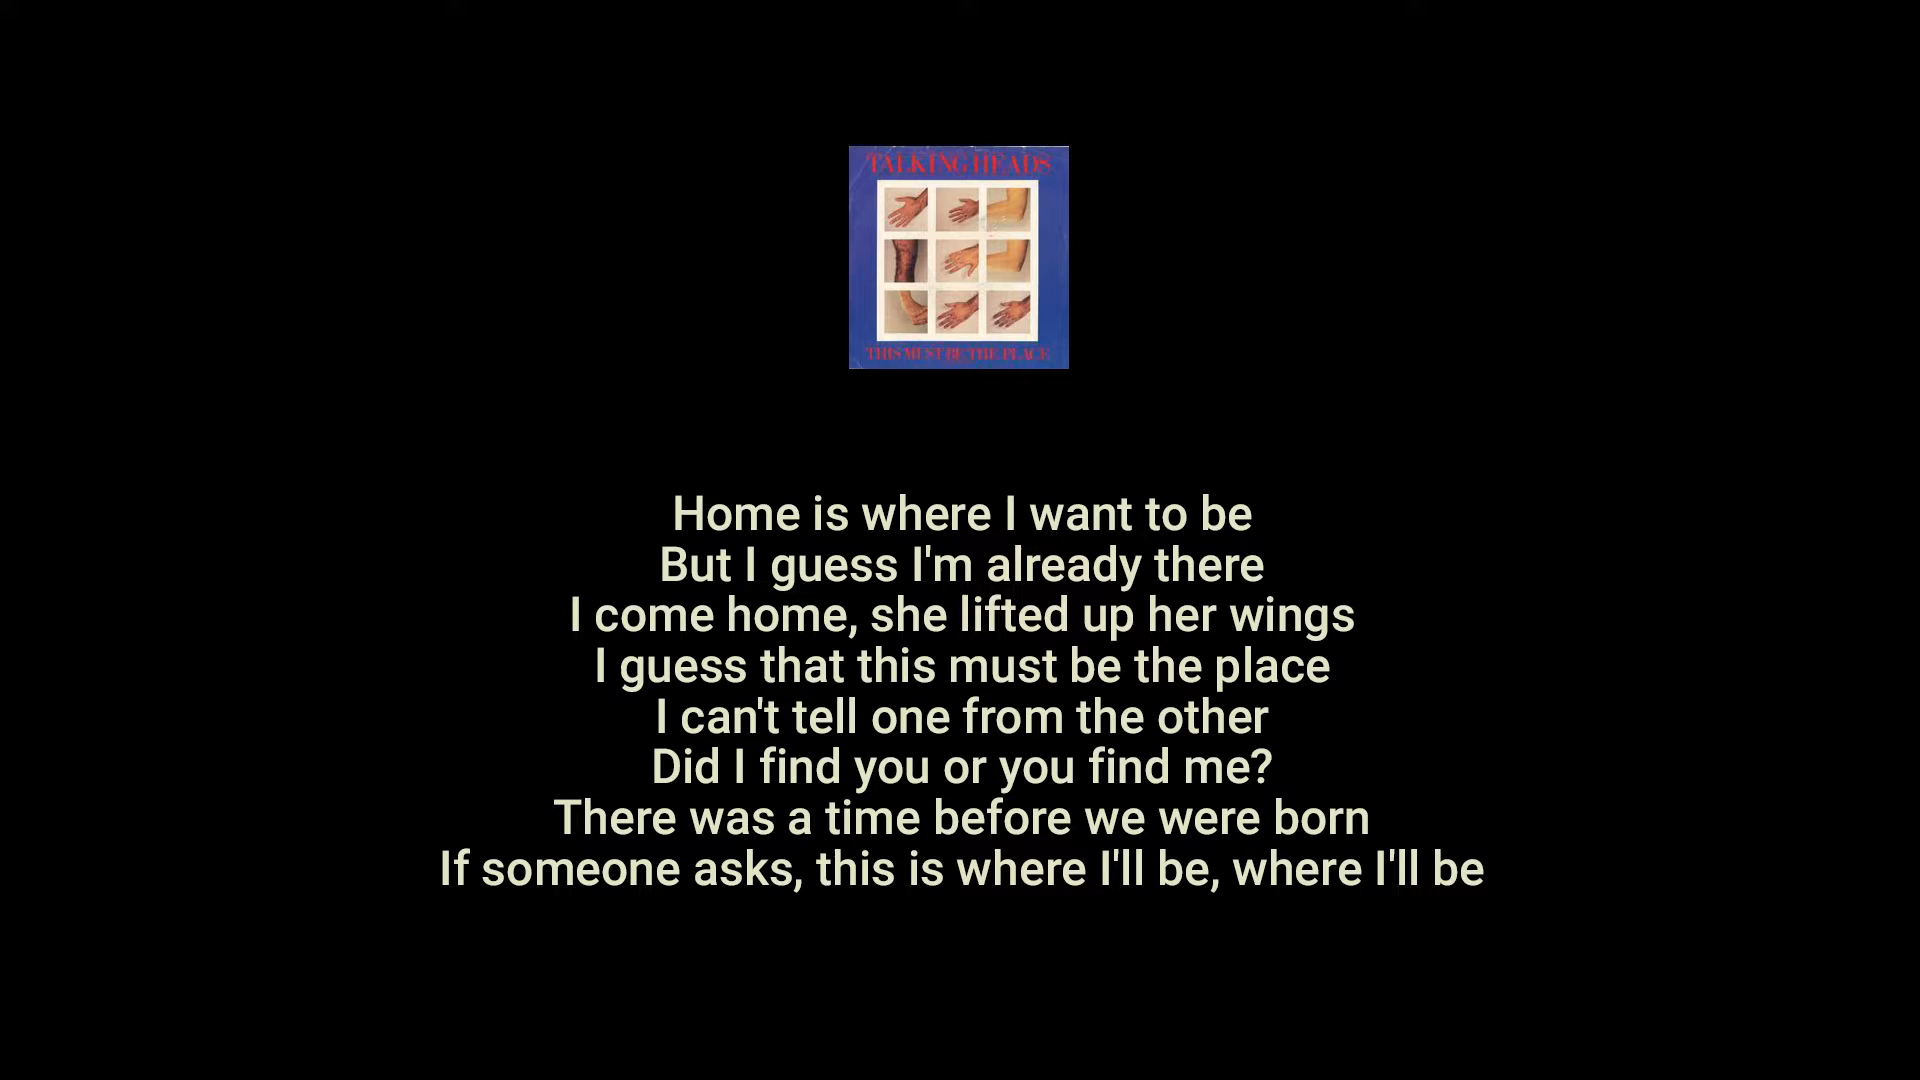 TALKING HEADS
THIS MUST BE THE PLACE
Home is where I want to be
But I guess I'm already there
I come home, she lifted up her wings
I guess that this must be the place
I can't tell one from the other
Did I find you or you find me?
There was a time before we were born
If someone asks, this is where I'll be, where I'll be